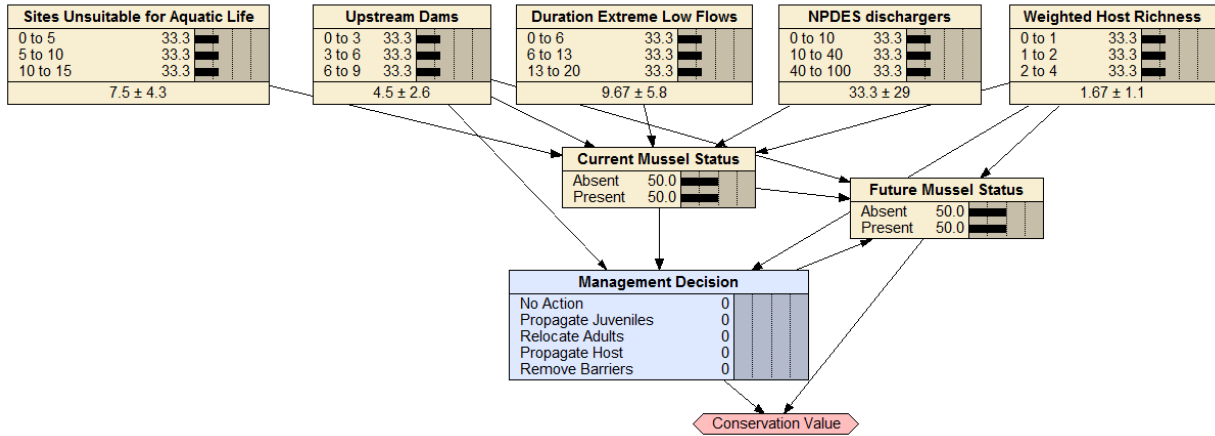 Sites Unsuitable for Aquatic Life
0 to 5 33.3
5 to 10 33.3
10 to 15 33.3
7.5 ± 4.3
Upstream Dams
0 to 3 33.3
3 to 6 33.3
6 to 9 33.3
4.5 ± 2.6
Duration Extreme Low Flows
0 to 6 33.3
6 to 13 33.3
13 to 20 33.3
9.67 ± 5.8
NPDES dischargers
0 to 10 33.3
10 to 40 33.3
40 to 100 33.3
33.3 ± 29
Weighted Host Richness
0 to 1 33.3
1 to 2 33.3
2 to 4 33.3
1.67 ± 1.1
Current Mussel Status
Absent 50.0
Present 50.0
Future Mussel Status
Absent 50.0
Present 50.0
Management Decision
No Action 0
Propagate Juveniles 0
Relocate Adults 0
Propagate Host 0
Remove Barriers 0
Conservation Value